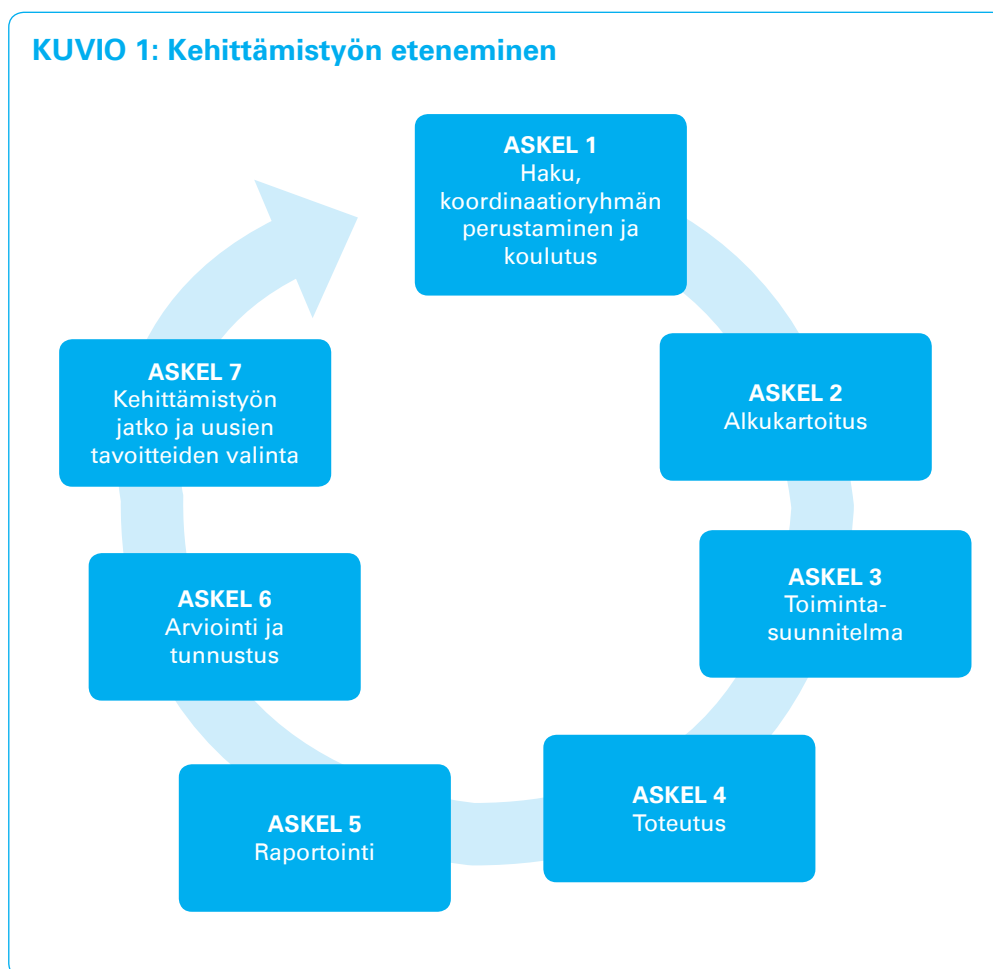 KUVIO 1: Kehittämistyön eteneminen
ASKEL 1
Haku,
koordinaatioryhmän
perustaminen ja
koulutus
ASKEL 2
Alkukartoitus
ASKEL 3
Toiminta-
suunnitelma
ASKEL 4
Toteutus
ASKEL 5
Raportointi
ASKEL 6
Arviointi ja
tunnustus
ASKEL 7
Kehittämistyön
jatko ja uusien
tavoitteiden valinta